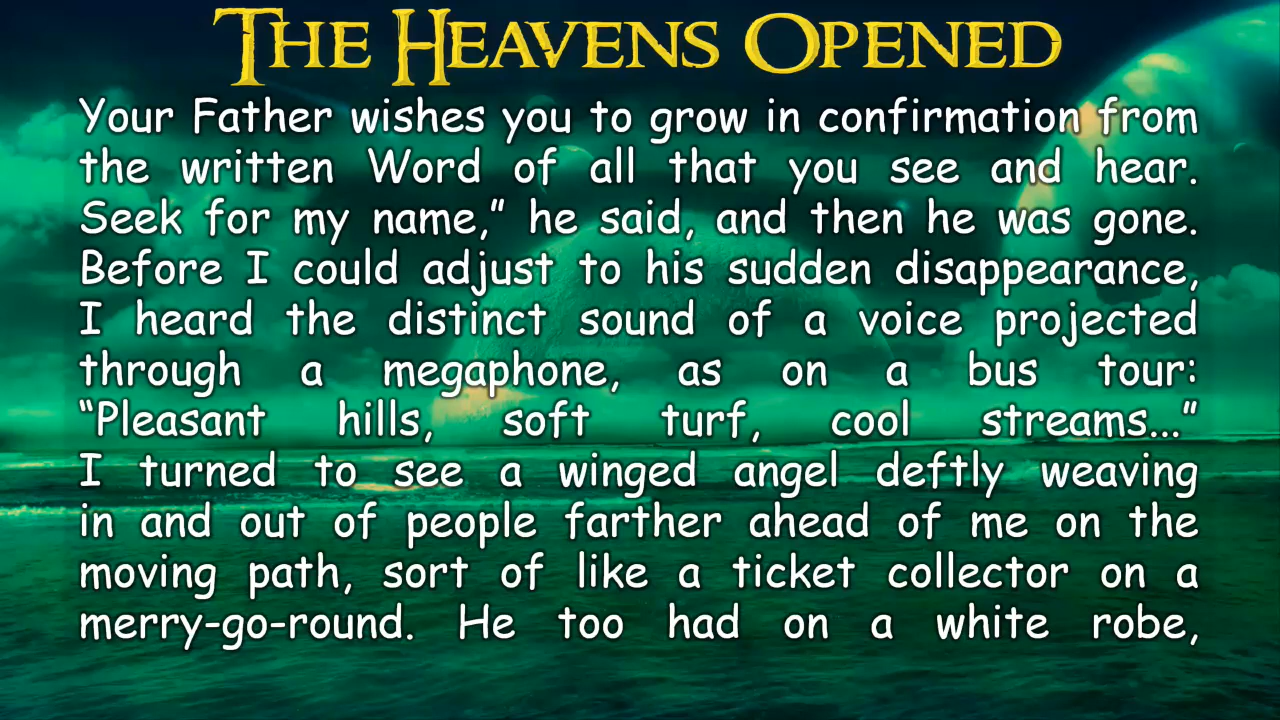 THE HEAVENS OPENED
Your Father wishes you to grow in confirmation from
the written Word of all that you see and hear.
Seek for my name,” he said, and then he was gone.
Before I could adjust to his sudden disappearance,
I heard the distinct sound of a voice projected
through a megaphone, as on a bus tour:
“Pleasant hills, soft turf, cool streams...”
I turned to see a winged angel deftly weaving
in and out of people farther ahead of me on the
moving path, sort of like a ticket collector on a
merry-go-round. He too had on a white robe,